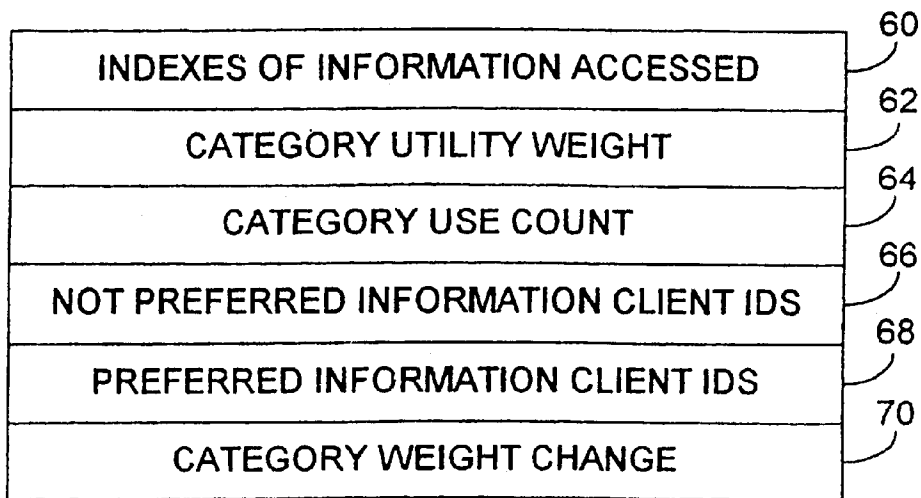 60
INDEXES OF INFORMATION ACCESSED
62
CATEGORY UTILITY WEIGHT
64
CATEGORY USE COUNT
66
NOT PREFERRED INFORMATION CLIENT IDS
68
PREFERRED INFORMATION CLIENT IDS
70
CATEGORY WEIGHT CHANGE